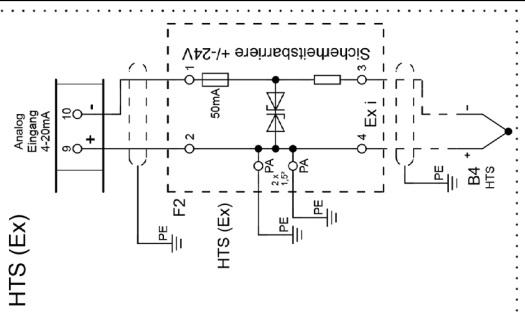 HTS (Ex)
Analog
Eingang
4-20mA
10
-
9
+
PE
F2
Sicherheitsbarriere +/-24V
1
50mA
3
2
4
Ex i
PA
2 x
1,5²
PA
HTS (Ex)
PE
PE
PE
-
+
B4
HTS